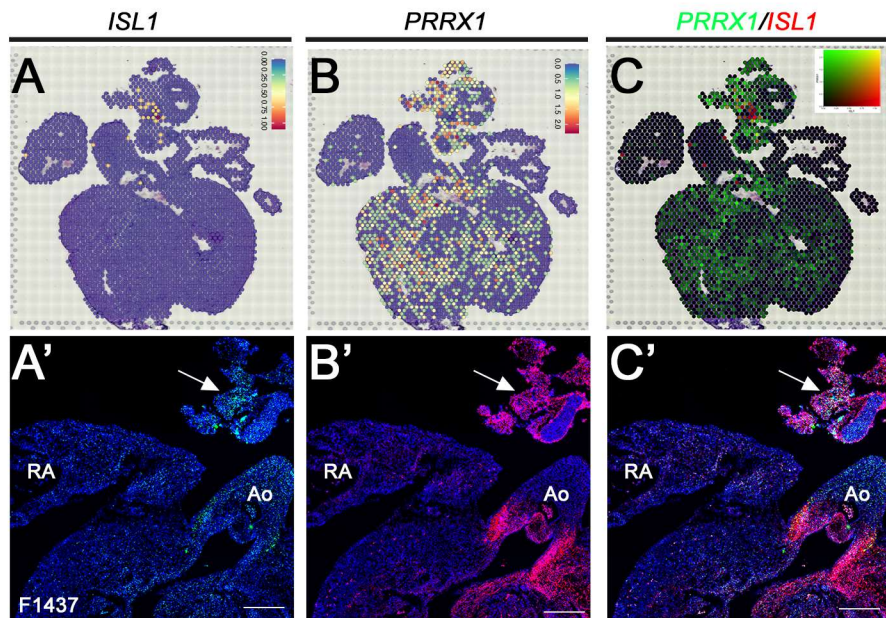 ISL1 PRRX1 PRRX1/ISL1
A B C
0.00 0.25 0.50 0.75 1.00
0.0 0.5 1.0 1.5 2.0
A’ B’ C’
RA RA RA
Ao Ao Ao
F1437